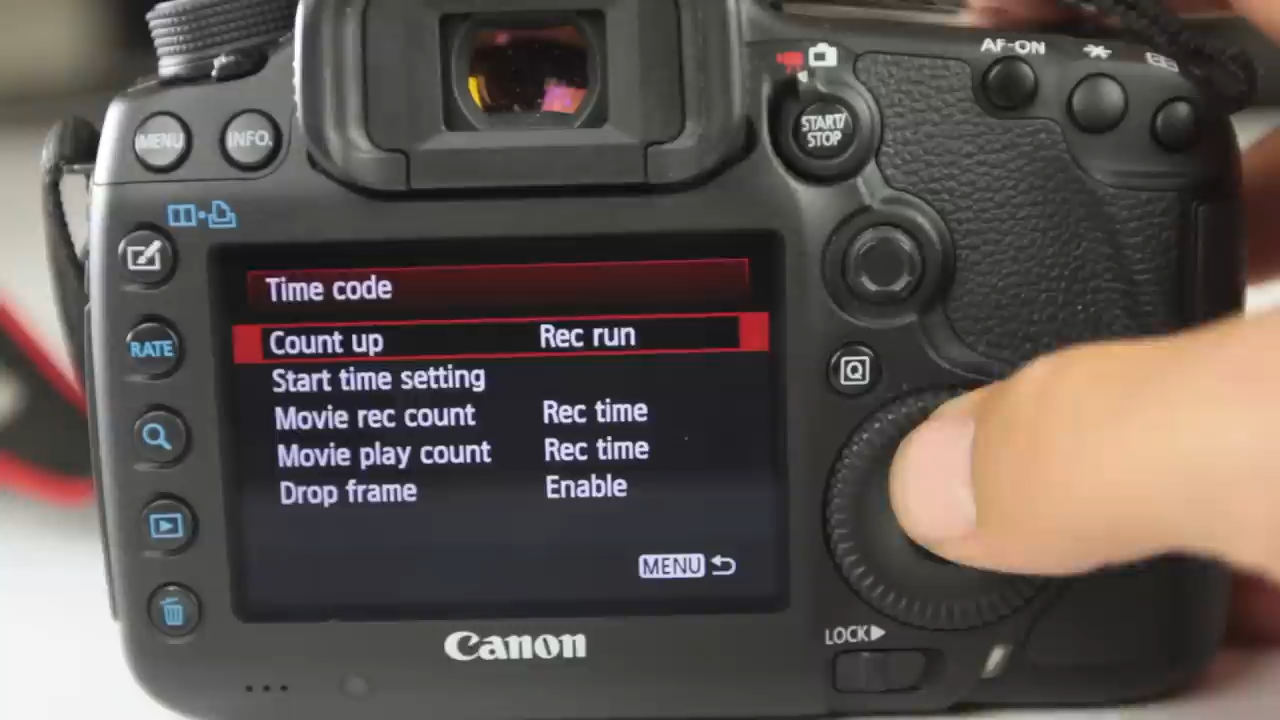 AF-ON
MENU
INFO.
START/
STOP
Time code
Count up Rec run
Start time setting
Movie rec count Rec time
Movie play count Rec time
Drop frame Enable
MENU
RATE
Q
Canon
LOCK